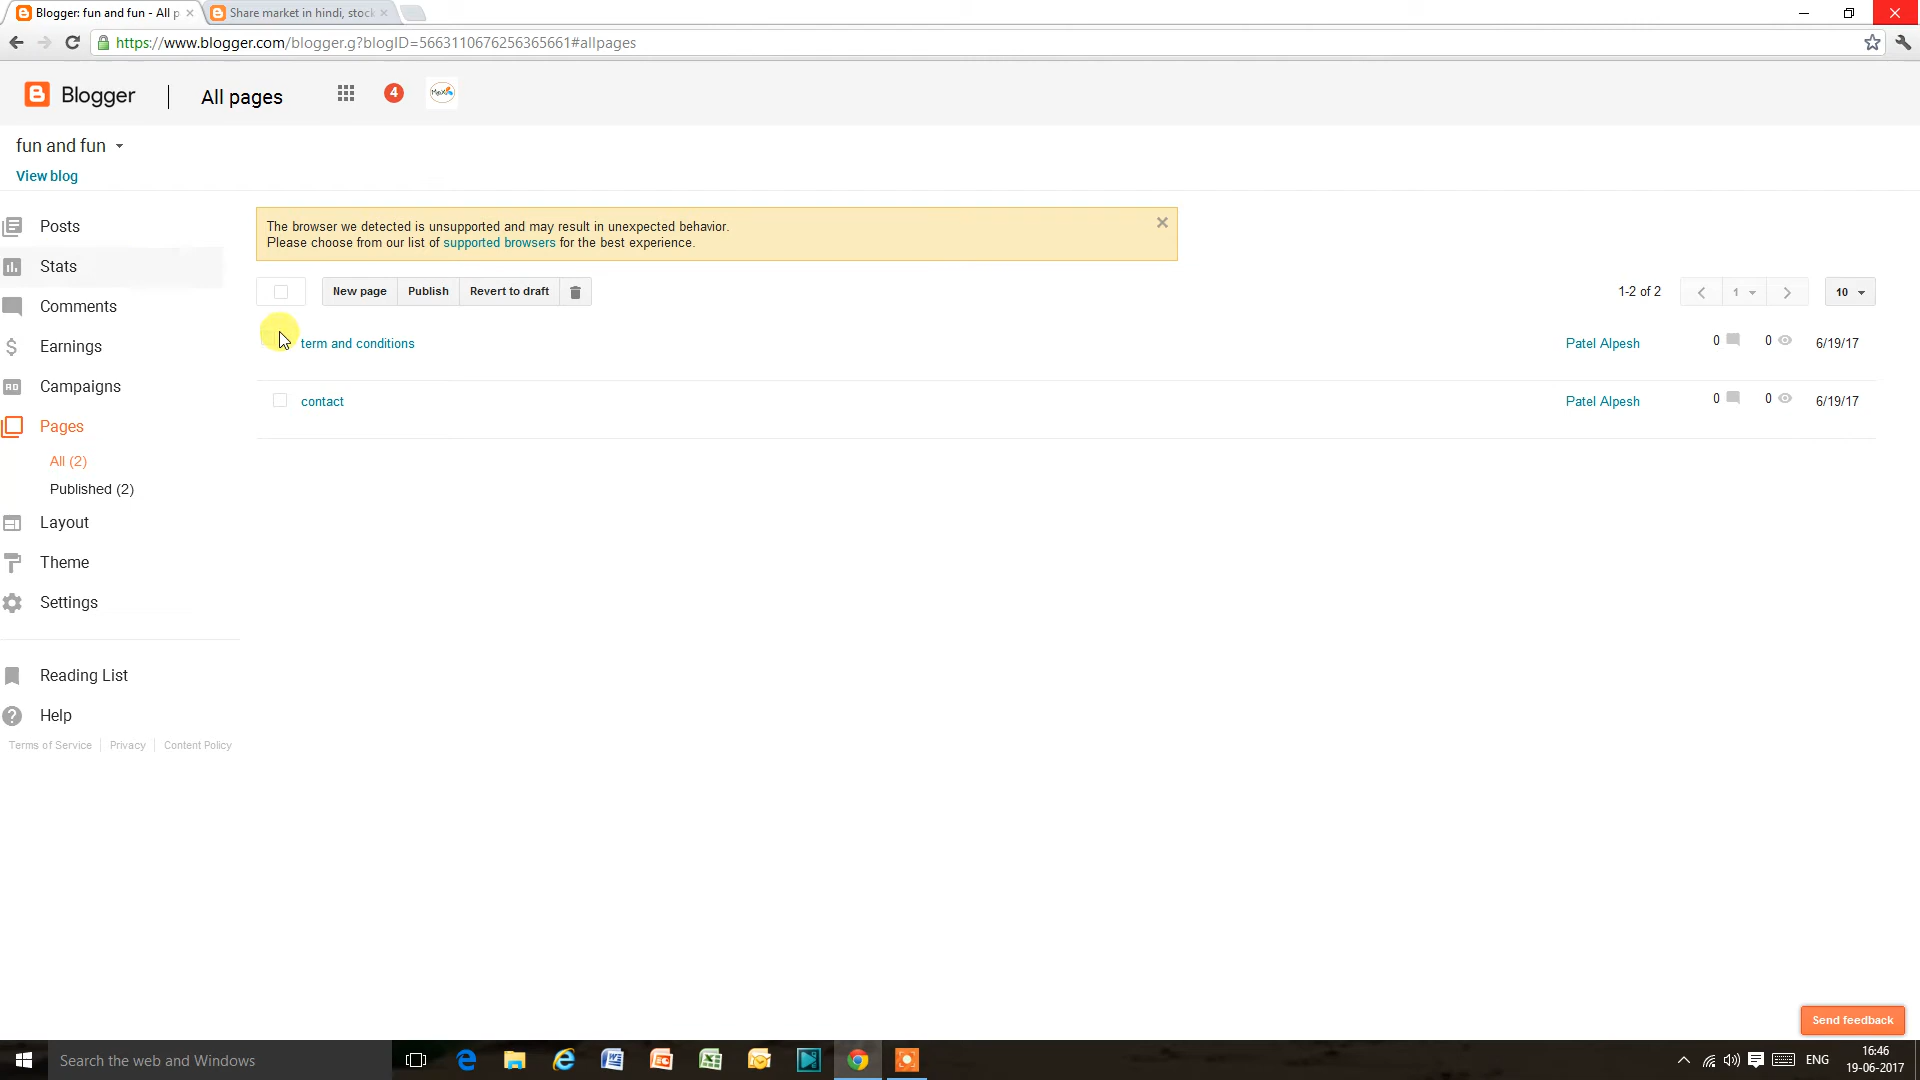 Blogger: fun and fun - All p
Share market in hindi, stock
https://www.blogger.com/blogger.g?blogID=5663110676256365661#allpages
Blogger
All pages
4
fun and fun
View blog
Posts
Stats
Comments
Earnings
Campaigns
Pages
All (2)
Published (2)
Layout
Theme
Settings
Reading List
Help
Terms of Service
Privacy
Content Policy
The browser we detected is unsupported and may result in unexpected behavior.
Please choose from our list of supported browsers for the best experience.
New page
Publish
Revert to draft
1-2 of 2
1
10
term and conditions
Patel Alpesh
0
0
6/19/17
contact
Patel Alpesh
0
0
6/19/17
Send feedback
Search the web and Windows
ENG
16:46
19-06-2017